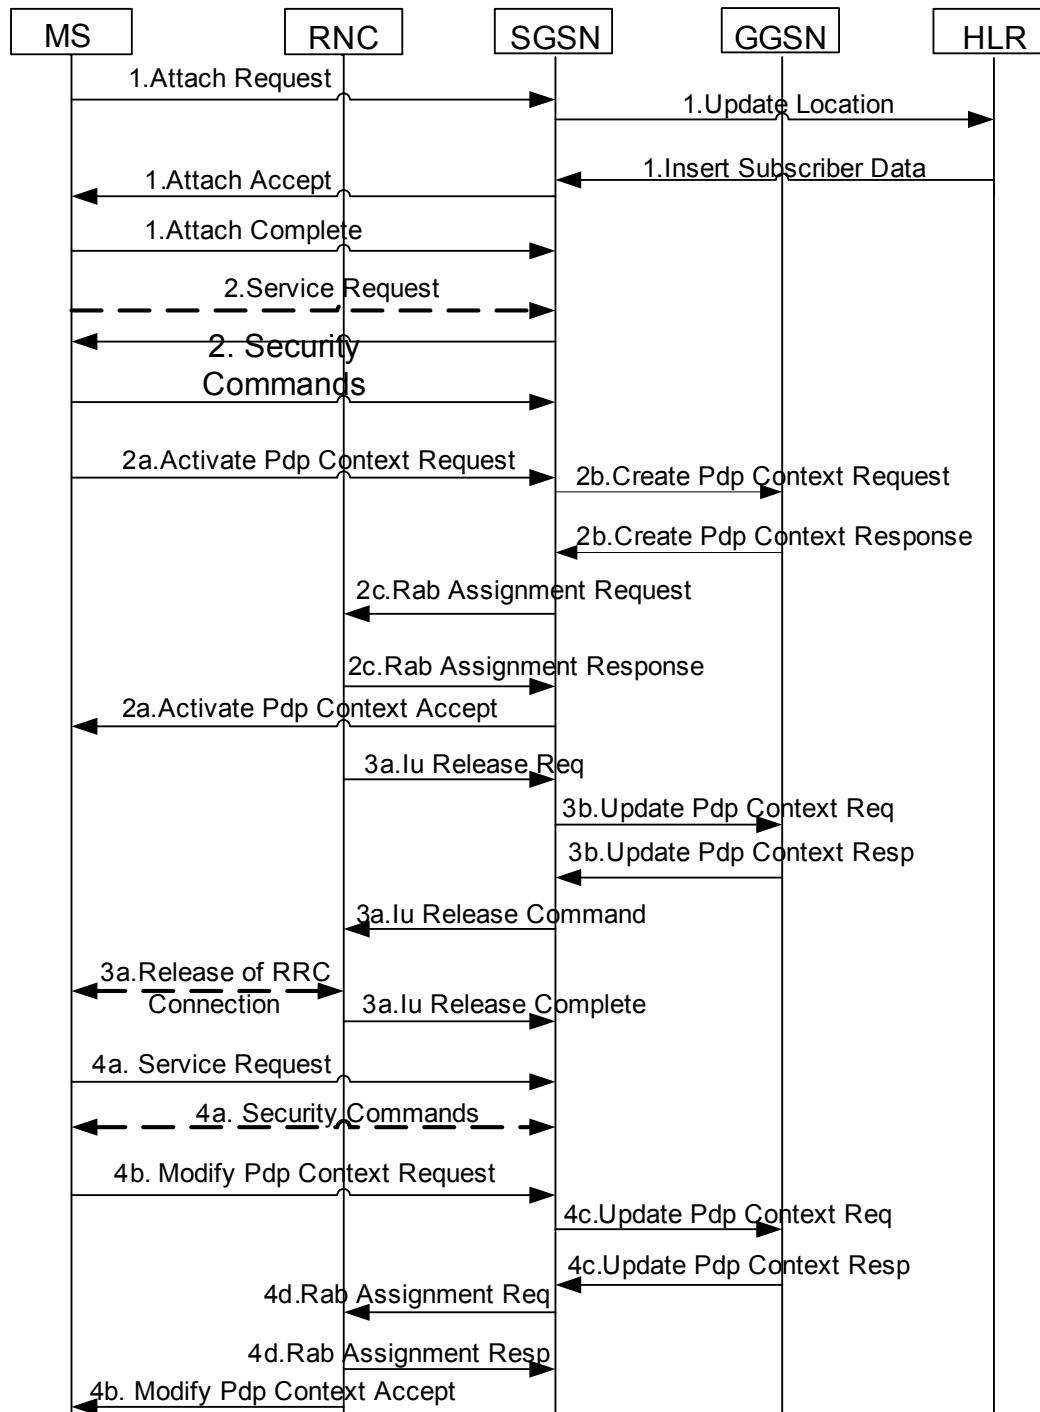 MS RNC SGSN GGSN HLR
1.Attach Request
1.Update Location
1.Insert Subscriber Data
1.Attach Accept
1.Attach Complete
2.Service Request
2. Security
Commands
2a.Activate Pdp Context Request
2b.Create Pdp Context Request
2b.Create Pdp Context Response
2c.Rab Assignment Request
2c.Rab Assignment Response
2a.Activate Pdp Context Accept
3a.Iu Release Req
3b.Update Pdp Context Req
3b.Update Pdp Context Resp
3a.Iu Release Command
3a.Release of RRC
Connection
3a.Iu Release Complete
4a. Service Request
4a. Security Commands
4b. Modify Pdp Context Request
4c.Update Pdp Context Req
4c.Update Pdp Context Resp
4d.Rab Assignment Req
4d.Rab Assignment Resp
4b. Modify Pdp Context Accept